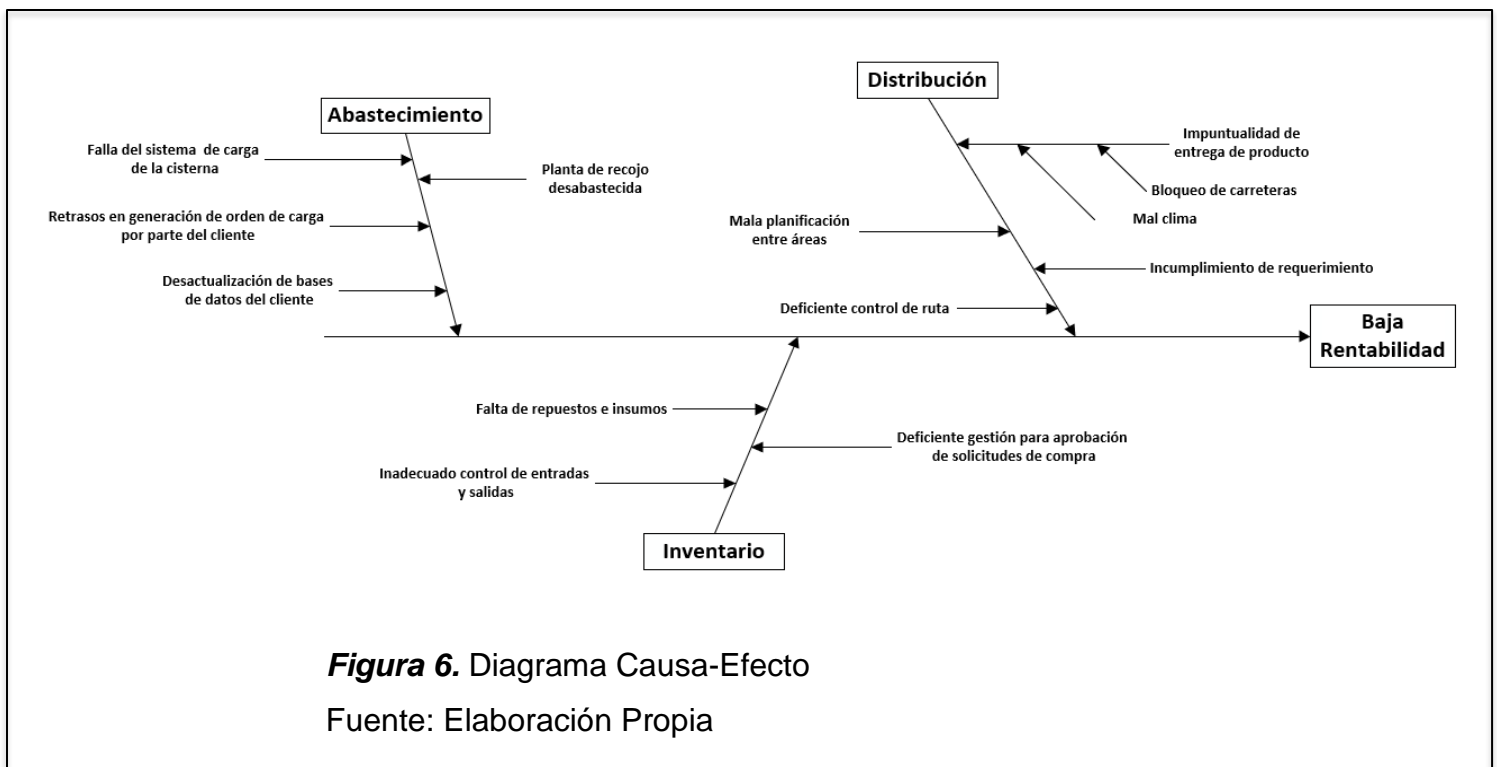 Distribución
Abastecimiento
Falla del sistema de carga
de la cisterna
Planta de recojo
desabastecida
Retrasos en generación de orden de carga
por parte del cliente
Desactualización de bases
de datos del cliente
Impuntualidad de
entrega de producto
Bloqueo de carreteras
Mal clima
Mala planificación
entre áreas
Incumplimiento de requerimiento
Deficiente control de ruta
Baja
Rentabilidad
Falta de repuestos e insumos
Deficiente gestión para aprobación
de solicitudes de compra
Inadecuado control de entradas
y salidas
Inventario
Figura 6. Diagrama Causa-Efecto
Fuente: Elaboración Propia